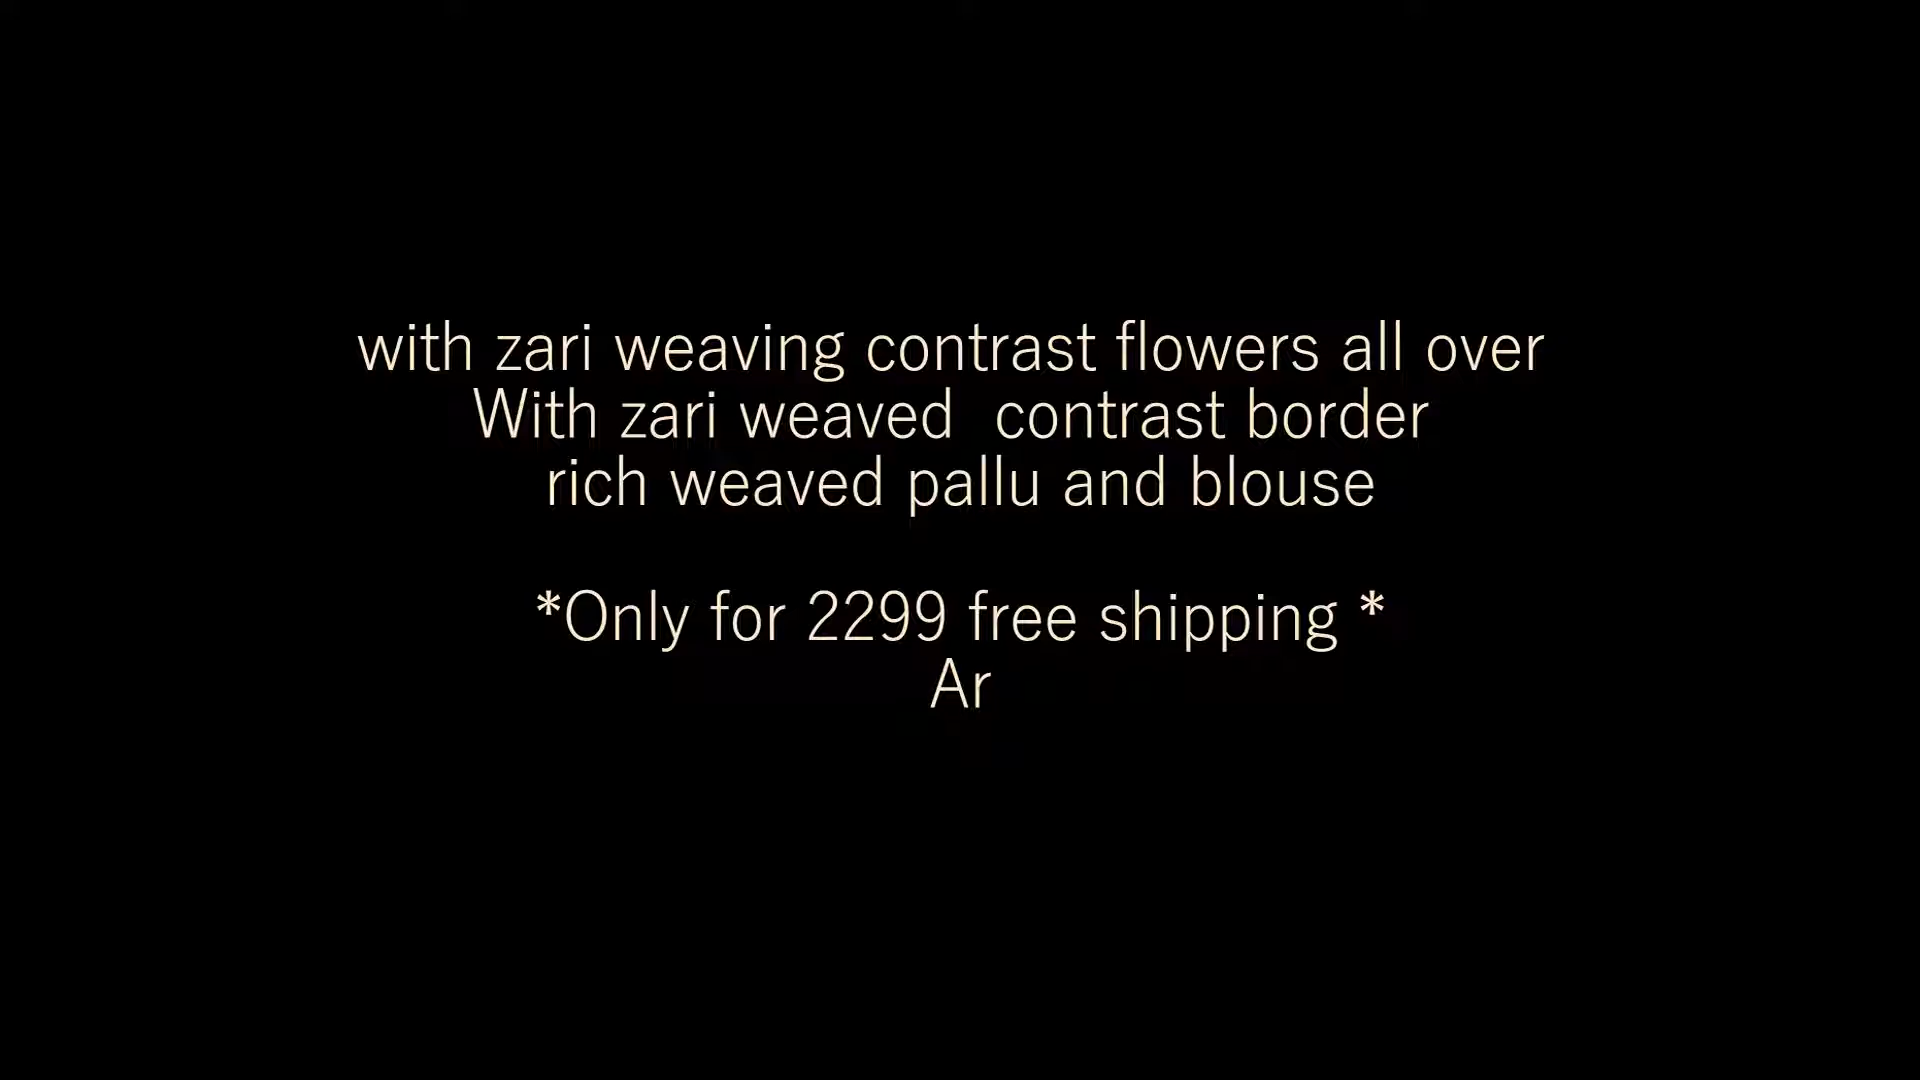 with zari weaving contrast flowers all over
With zari weaved  contrast border
rich weaved pallu and blouse
*Only for 2299 free shipping *
Ar